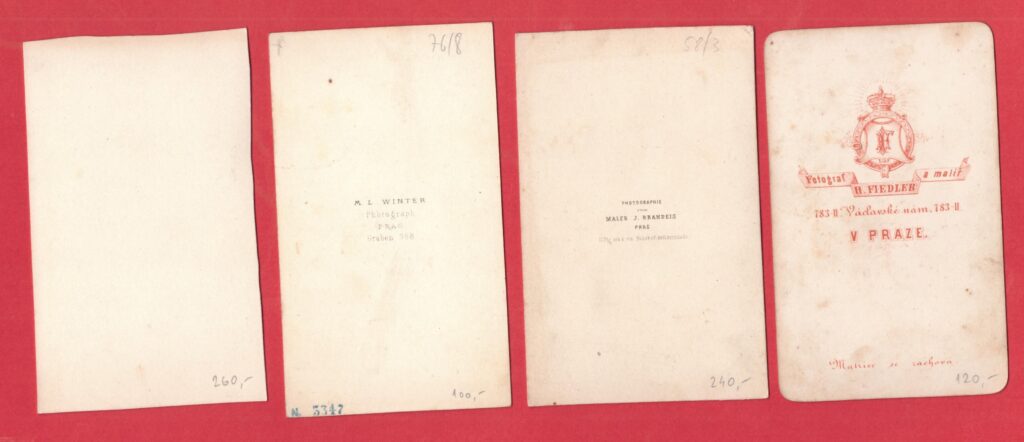 260,-
76/8
M. L. WINTER
Photograph
PRAG
Graben 988
100,-
N. 5347
58/3
PHOTOGRAPHIE
MALER J. BRANDEIS
PRAG
240,-
F
Fotograf & malíř
H. FIEDLER
783-II. Václavské nám. 783-II
V PRAZE.
Matrice se zachová.
120,-